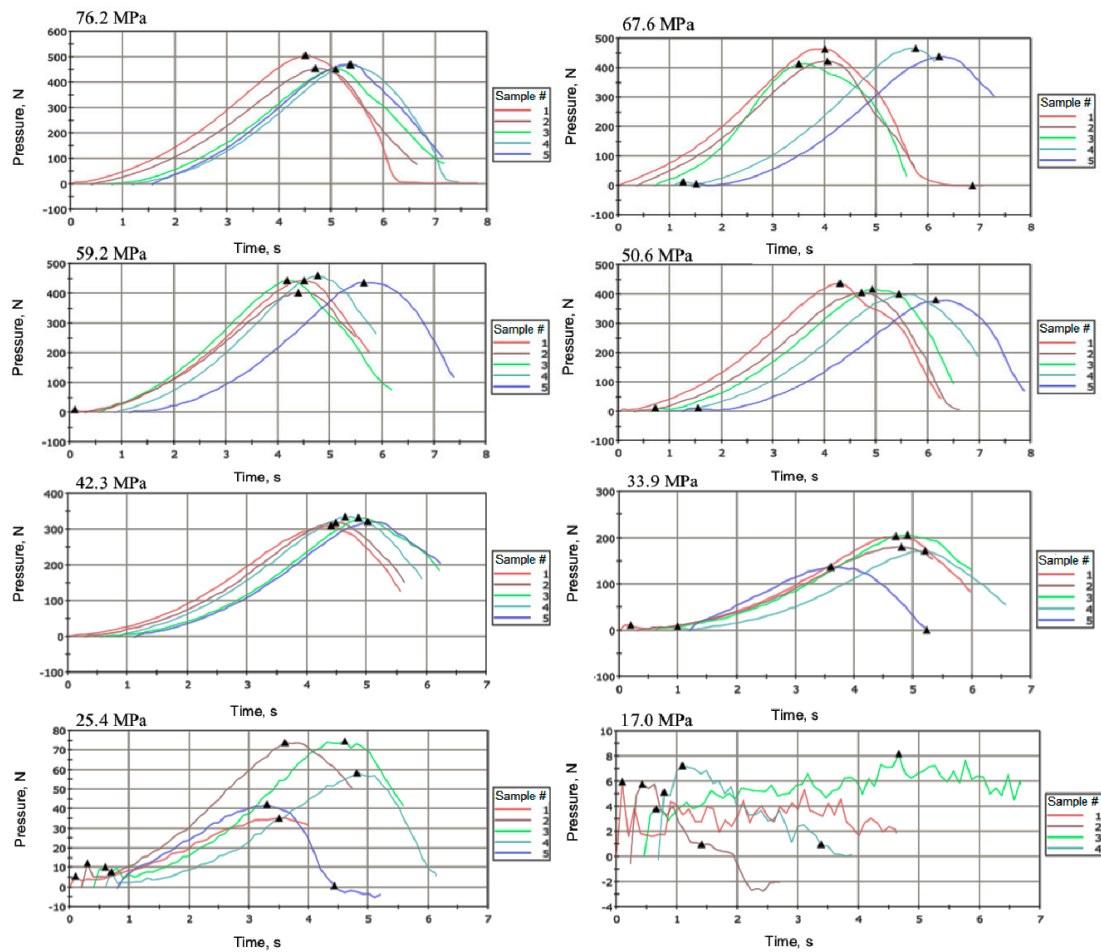 76.2 MPa
600
500
400
300
200
100
0
-100
0 1 2 3 4 5 6 7 8
Pressure, N
Time, s
Sample #
1
2
3
4
5
67.6 MPa
500
400
300
200
100
0
-100
0 1 2 3 4 5 6 7 8
Pressure, N
Time, s
Sample #
1
2
3
4
5
59.2 MPa
500
400
300
200
100
0
-100
0 1 2 3 4 5 6 7 8
Pressure, N
Time, s
Sample #
1
2
3
4
5
50.6 MPa
500
400
300
200
100
0
-100
0 1 2 3 4 5 6 7 8
Pressure, N
Time, s
Sample #
1
2
3
4
5
42.3 MPa
400
300
200
100
0
-100
0 1 2 3 4 5 6 7
Pressure, N
Time, s
Sample #
1
2
3
4
5
33.9 MPa
300
200
100
0
-100
0 1 2 3 4 5 6 7
Pressure, N
Time, s
Sample #
1
2
3
4
5
25.4 MPa
80
70
60
50
40
30
20
10
0
-10
0 1 2 3 4 5 6 7
Pressure, N
Time, s
Sample #
1
2
3
4
5
17.0 MPa
10
8
6
4
2
0
-2
-4
0 1 2 3 4 5 6 7
Pressure, N
Time, s
Sample #
1
2
3
4